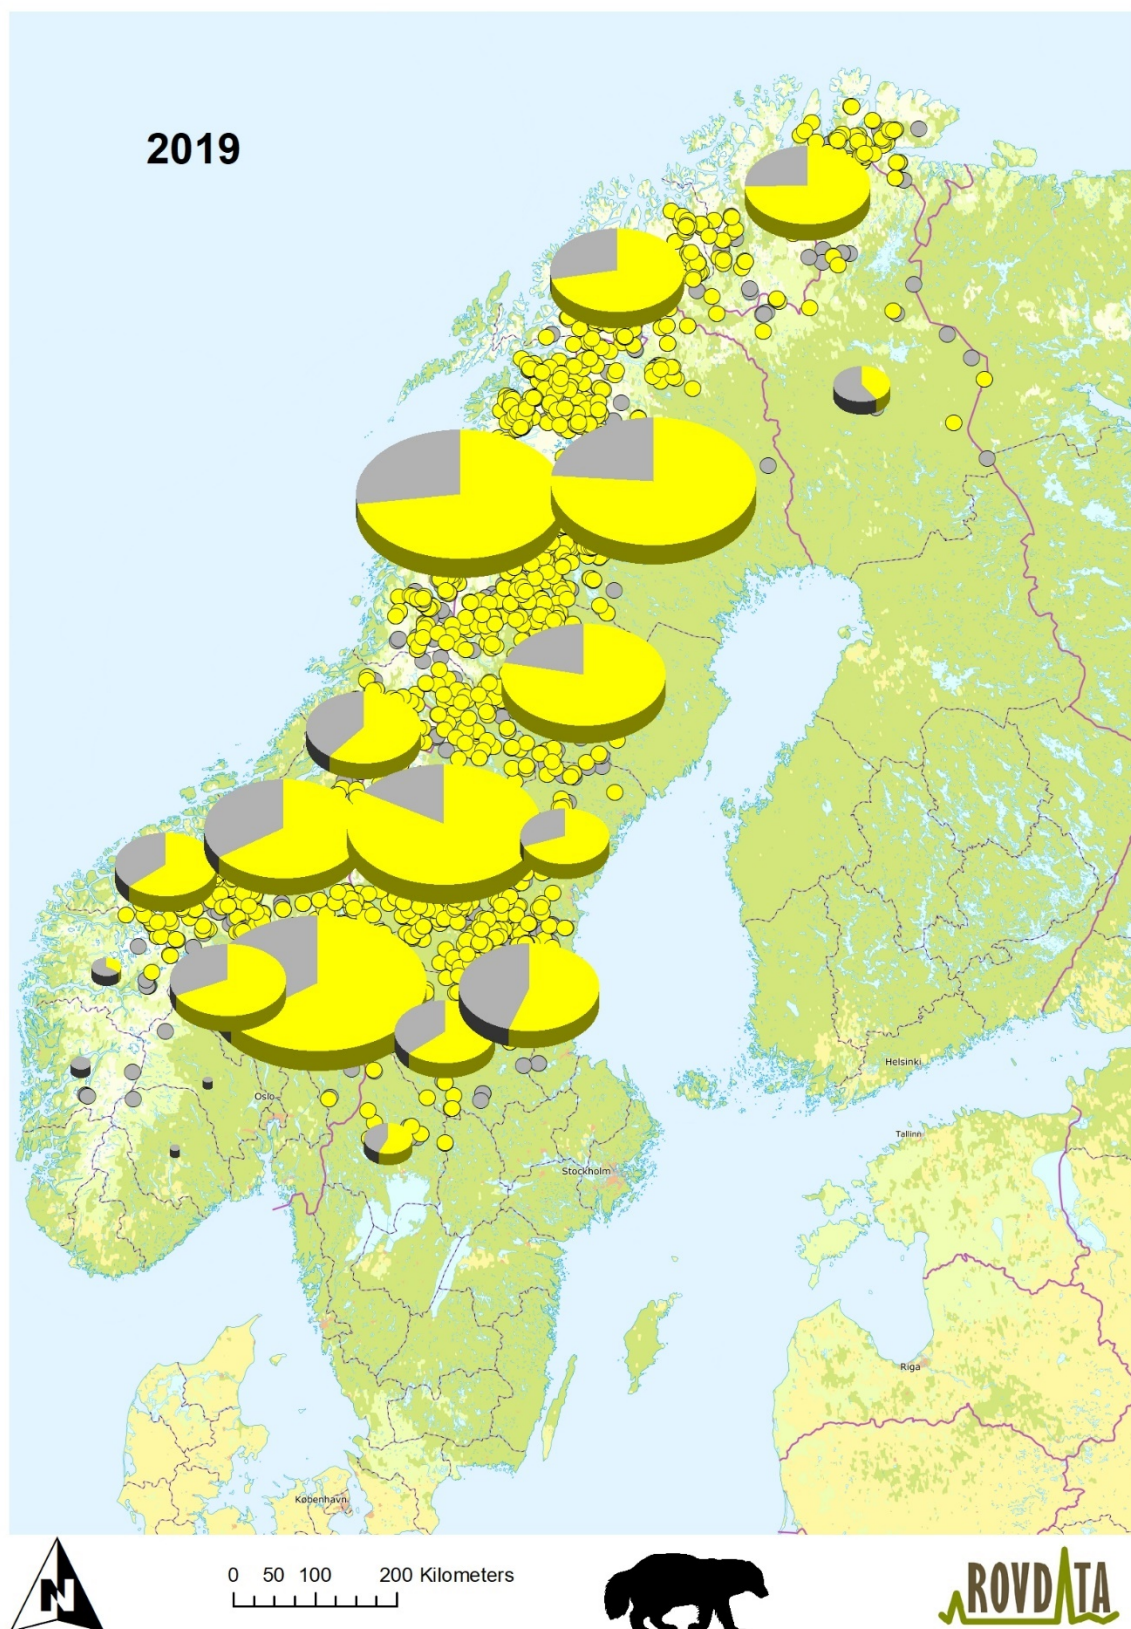 2019
Oslo
Helsinki
Tallinn
Stockholm
Riga
København
N
0 50 100 200 Kilometers
ROVDATA